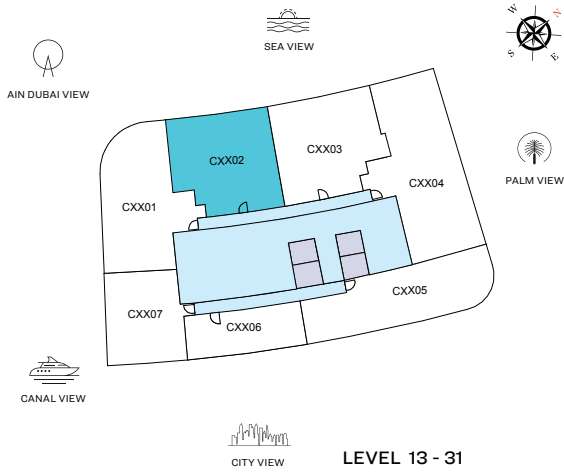 SEA VIEW
W
N
S
E
AIN DUBAI VIEW
CXX02
CXX03
PALM VIEW
CXX04
CXX01
CXX05
CXX07
CXX06
CANAL VIEW
CITY VIEW
LEVEL 13 - 31